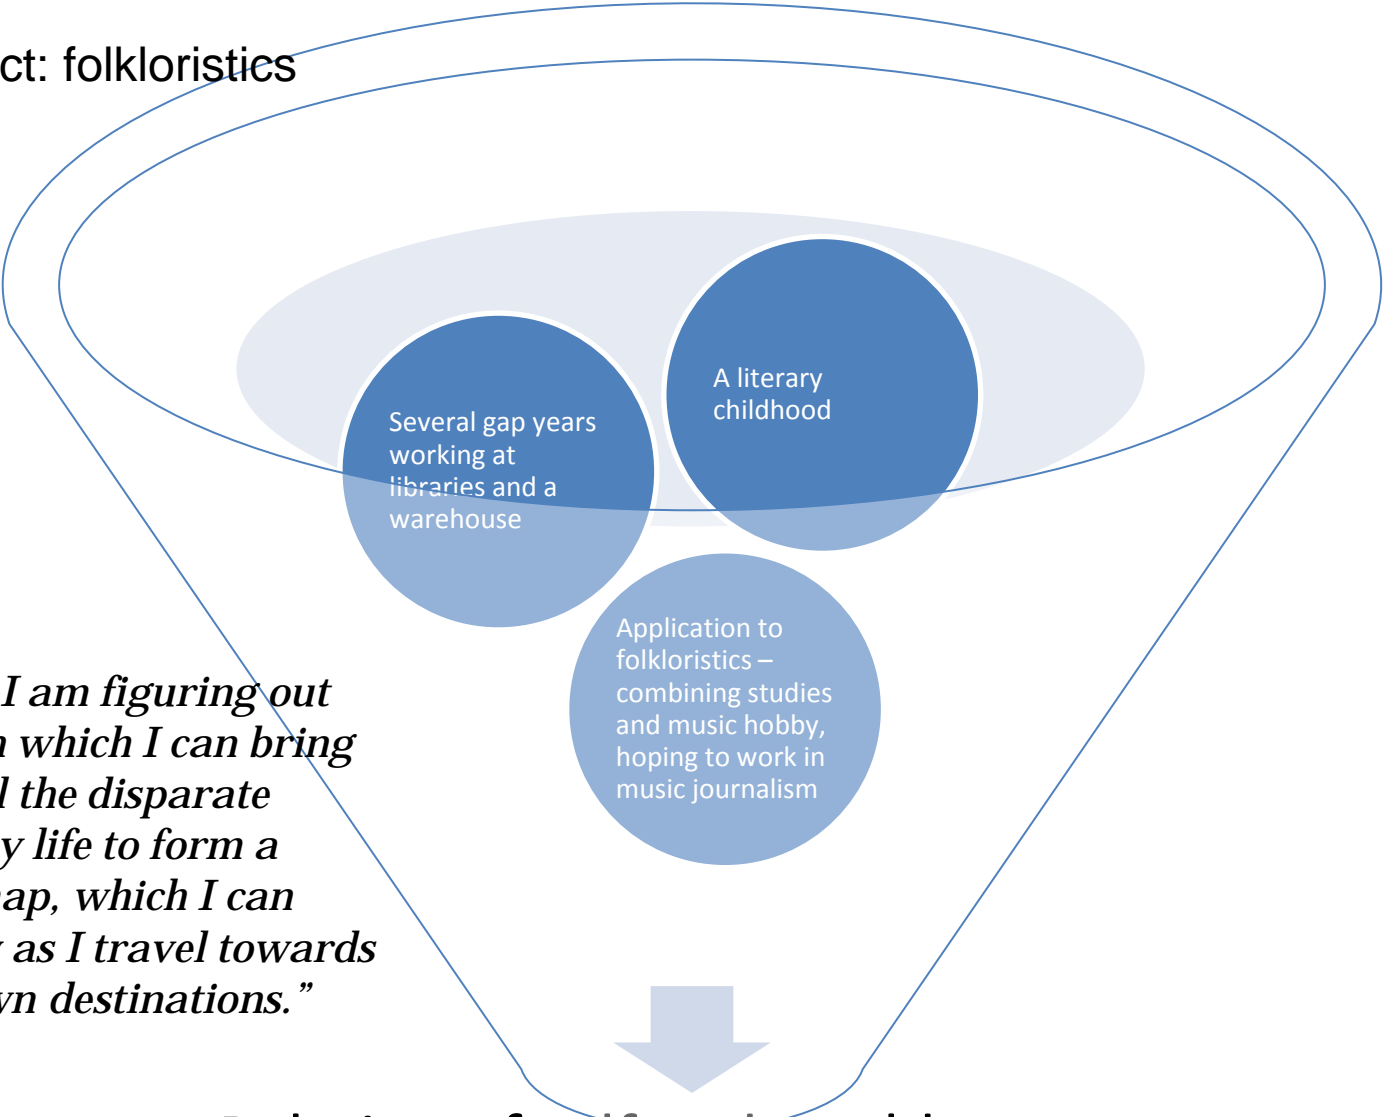 ct: folkloristics
A literary
childhood
Several gap years
working at
libraries and a
warehouse
Application to
folkloristics –
combining studies
and music hobby,
hoping to work in
music journalism
I am figuring out
which I can bring
the disparate
life to form a
which I can
as I travel towards
destinations.”